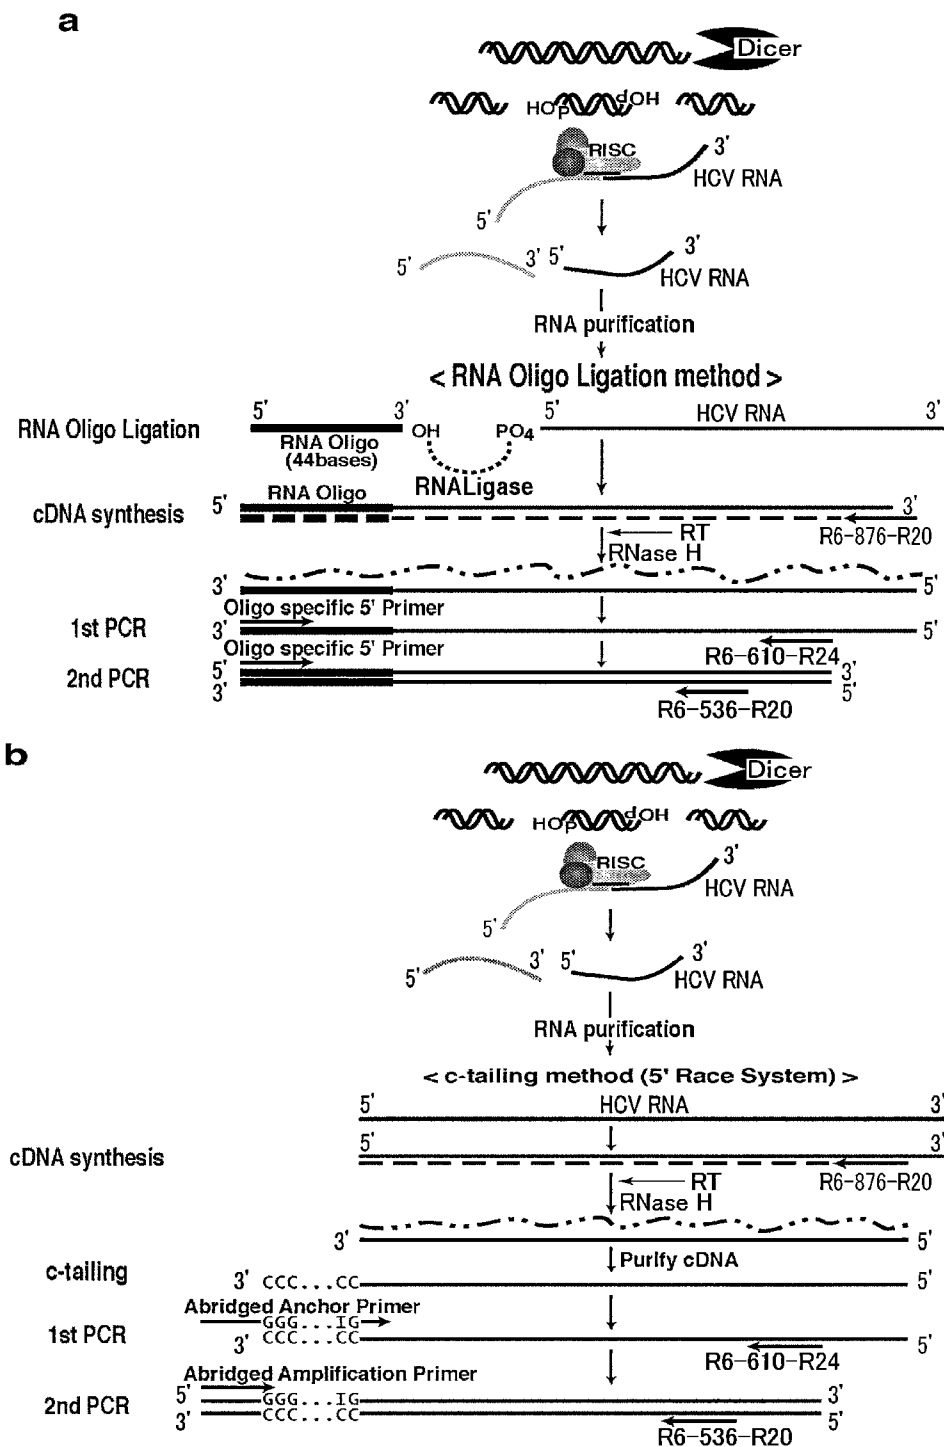 a
Dicer
HOP
POH
RISC
3'
HCV RNA
5'
5' 3' 5' 3'
HCV RNA
RNA purification
< RNA Oligo Ligation method >
5' 3' 5' HCV RNA 3'
RNA Oligo Ligation OH PO4
RNA Oligo
(44bases)
RNALigase
RNA Oligo
5' 3'
cDNA synthesis
R6-876-R20
RT
RNase H
3' 5'
Oligo specific 5' Primer
1st PCR 3' 5'
R6-610-R24
Oligo specific 5' Primer
5' 3'
2nd PCR
3' 5'
R6-536-R20
b
Dicer
HOP
POH
RISC
3'
HCV RNA
5'
5' 3' 5' 3'
HCV RNA
RNA purification
< c-tailing method (5' Race System) >
5' HCV RNA 3'
5' 3'
cDNA synthesis
R6-876-R20
RT
RNase H
3' 5'
Purify cDNA
c-tailing 3' CCC...CC 5'
Abridged Anchor Primer
GGG...IG
1st PCR 3' CCC...CC 5'
R6-610-R24
Abridged Amplification Primer
5' GGG...IG 3'
2nd PCR
3' CCC...CC 5'
R6-536-R20